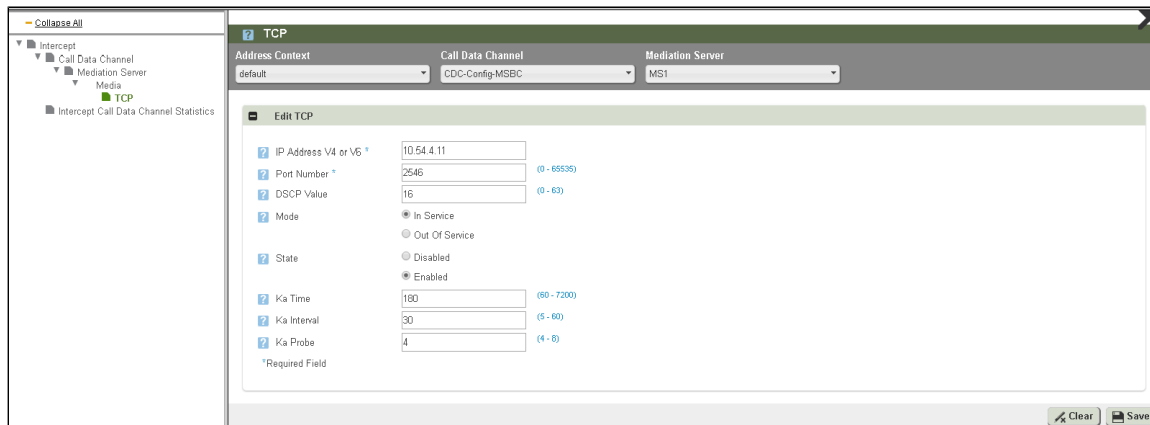 Collapse All
Intercept
Call Data Channel
Mediation Server
Media
TCP
Intercept Call Data Channel Statistics
? TCP
Address Context Call Data Channel Mediation Server
default CDC-Config-MSBC MS1
Edit TCP
? IP Address V4 or V6 * 10.54.4.11
? Port Number * 2546 (0 - 65535)
? DSCP Value 16 (0 - 63)
? Mode In Service
Out Of Service
? State Disabled
Enabled
? Ka Time 180 (60 - 7200)
? Ka Interval 30 (5 - 60)
? Ka Probe 4 (4 - 8)
*Required Field
Clear Save